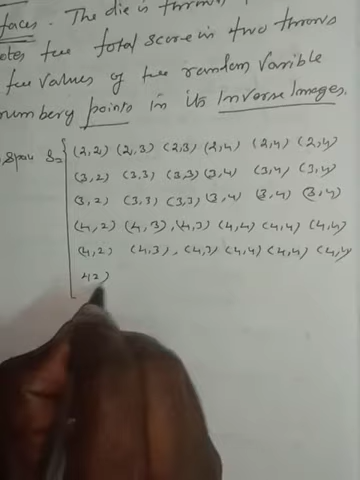 faces. The die is thrown
otes the total score in two throws
the values of the random varible
numbery points in its Inverse Images.
S= (2,2) (2,3) (2,3) (2,4) (2,4) (2,4)
(3,2) (3,3) (3,3) (3,4) (3,4) (3,4)
(3,2) (3,3) (3,3) (3,4) (3,4) (3,4)
(4,2) (4,3), (4,3) (4,4) (4,4) (4,4)
(4,2) (4,3), (4,3) (4,4) (4,4) (4,4)
4,2)